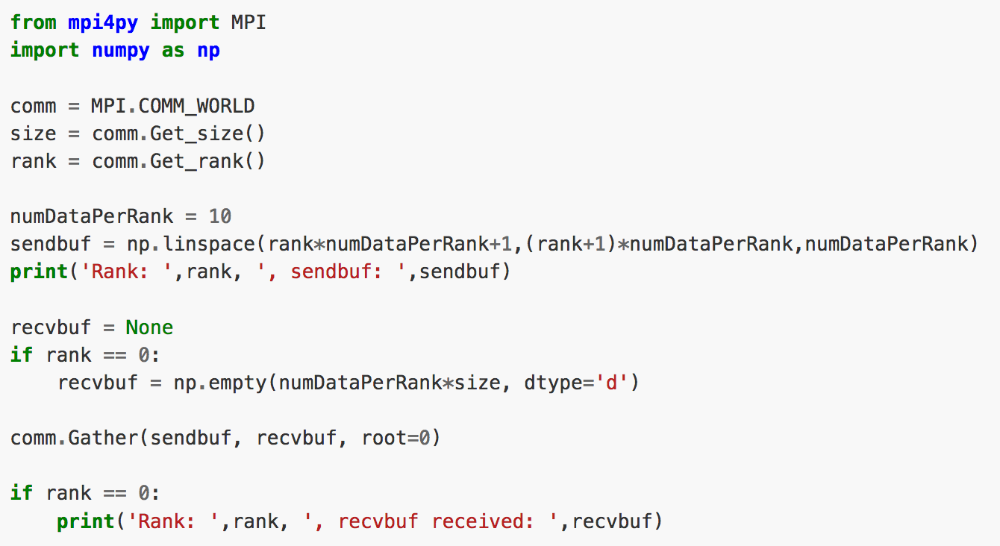 from mpi4py import MPI
import numpy as np

comm = MPI.COMM_WORLD
size = comm.Get_size()
rank = comm.Get_rank()

numDataPerRank = 10
sendbuf = np.linspace(rank*numDataPerRank+1,(rank+1)*numDataPerRank,numDataPerRank)
print('Rank: ',rank, ', sendbuf: ',sendbuf)

recvbuf = None
if rank == 0:
    recvbuf = np.empty(numDataPerRank*size, dtype='d')

comm.Gather(sendbuf, recvbuf, root=0)

if rank == 0:
    print('Rank: ',rank, ', recvbuf received: ',recvbuf)